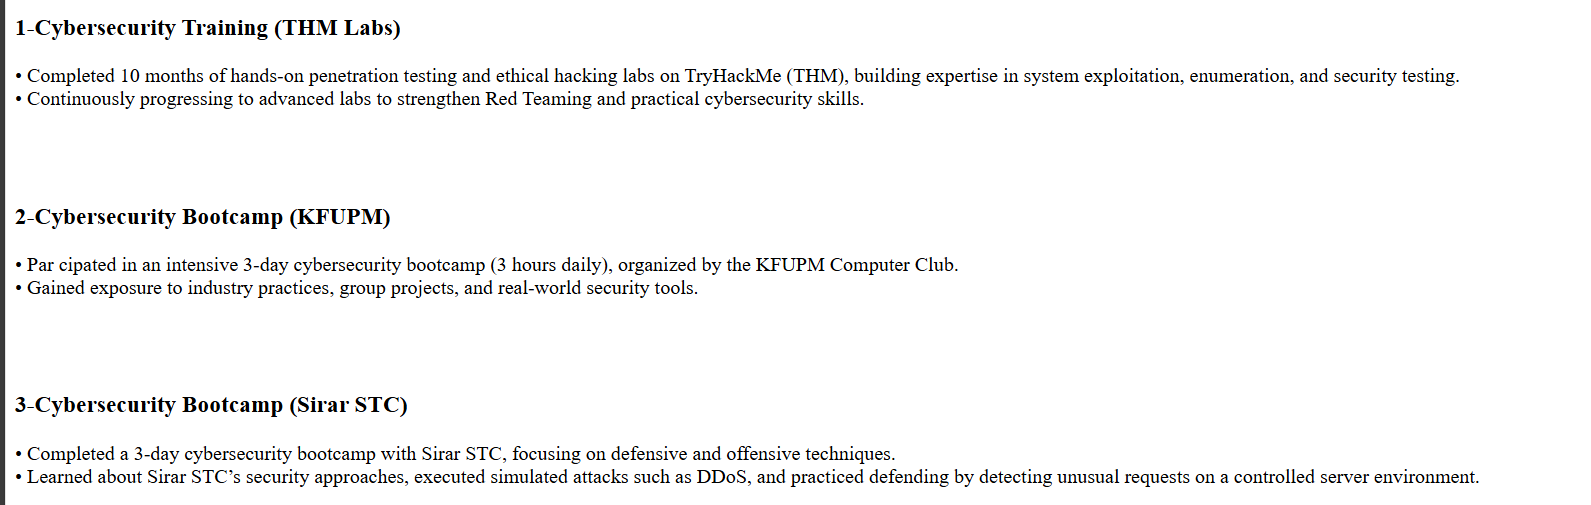 1-Cybersecurity Training (THM Labs)
• Completed 10 months of hands-on penetration testing and ethical hacking labs on TryHackMe (THM), building expertise in system exploitation, enumeration, and security testing.
• Continuously progressing to advanced labs to strengthen Red Teaming and practical cybersecurity skills.
2-Cybersecurity Bootcamp (KFUPM)
• Par cipated in an intensive 3-day cybersecurity bootcamp (3 hours daily), organized by the KFUPM Computer Club.
• Gained exposure to industry practices, group projects, and real-world security tools.
3-Cybersecurity Bootcamp (Sirar STC)
• Completed a 3-day cybersecurity bootcamp with Sirar STC, focusing on defensive and offensive techniques.
• Learned about Sirar STC’s security approaches, executed simulated attacks such as DDoS, and practiced defending by detecting unusual requests on a controlled server environment.